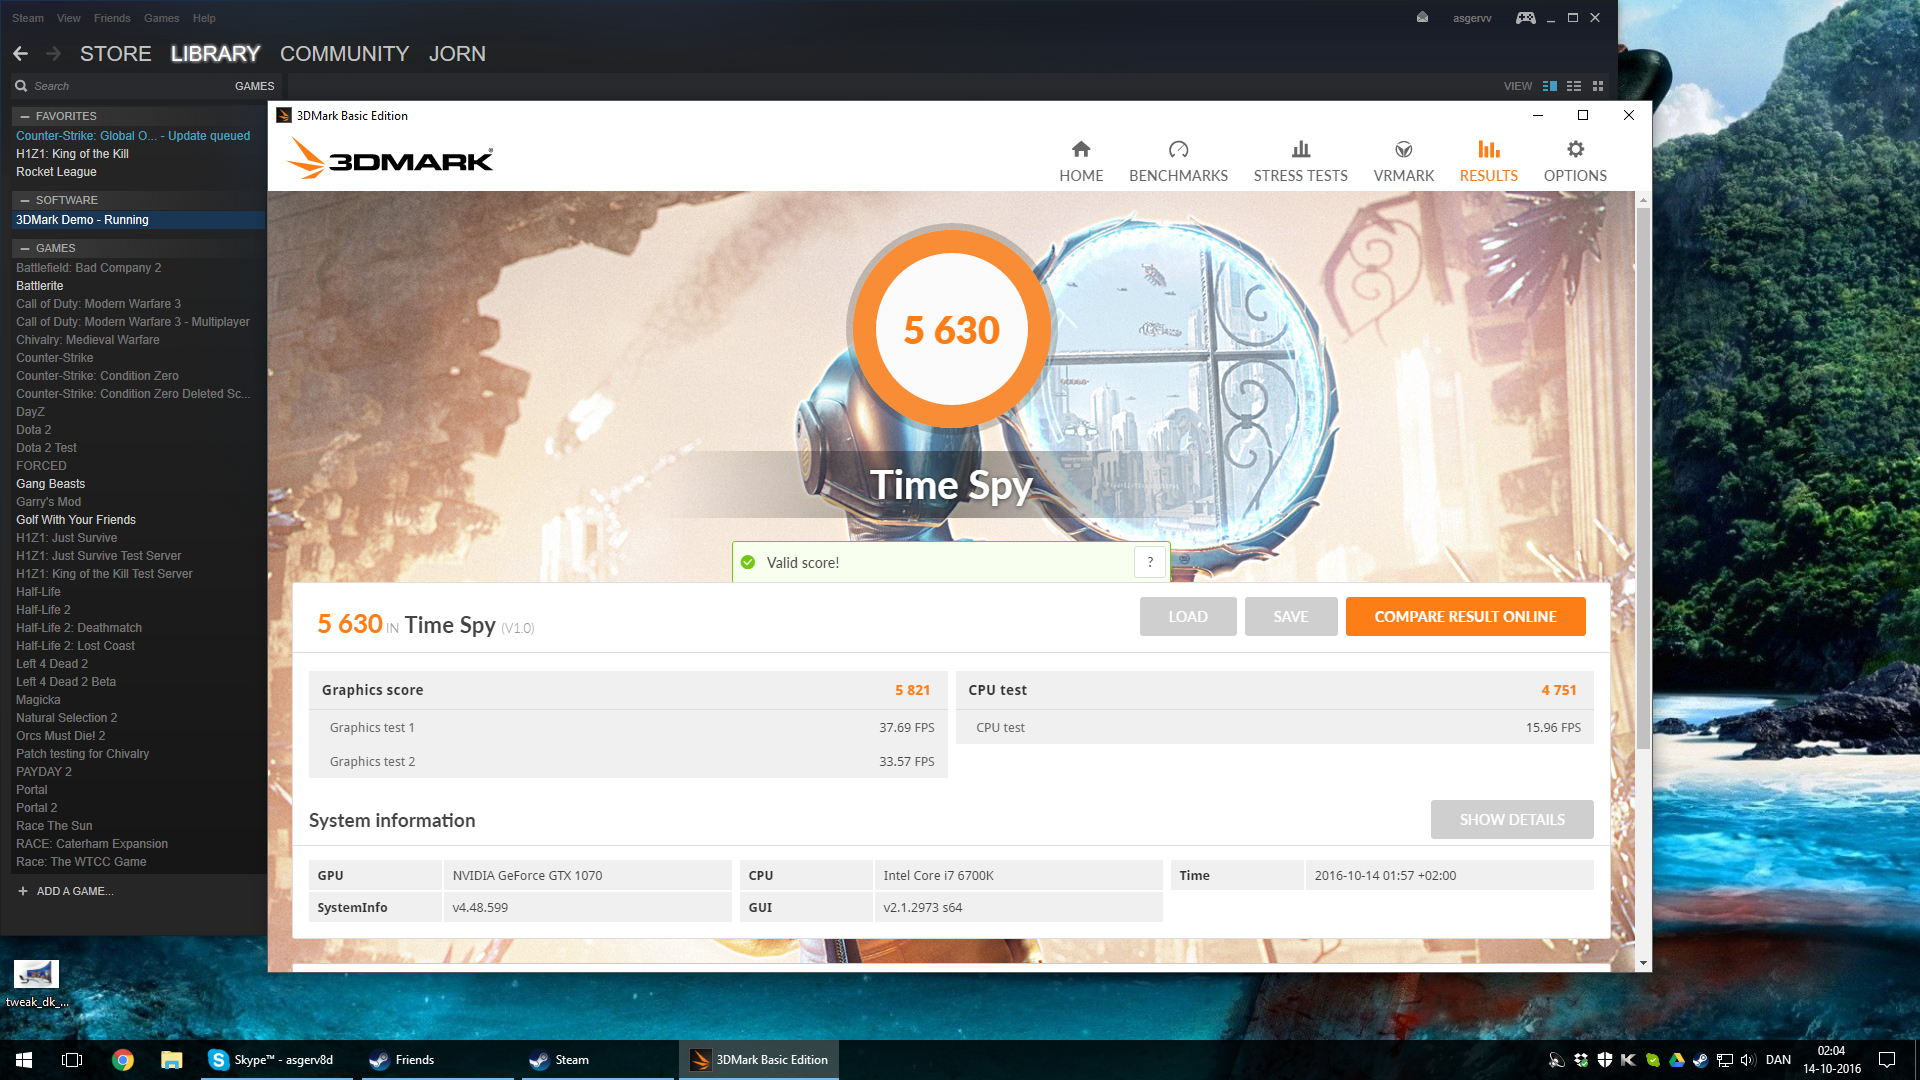 Steam View Friends Games Help
asgervv
STORE LIBRARY COMMUNITY JORN
Search GAMES
VIEW
FAVORITES
Counter-Strike: Global O... - Update queued
H1Z1: King of the Kill
Rocket League
SOFTWARE
3DMark Demo - Running
GAMES
Battlefield: Bad Company 2
Battlerite
Call of Duty: Modern Warfare 3
Call of Duty: Modern Warfare 3 - Multiplayer
Chivalry: Medieval Warfare
Counter-Strike
Counter-Strike: Condition Zero
Counter-Strike: Condition Zero Deleted Sc...
DayZ
Dota 2
Dota 2 Test
FORCED
Gang Beasts
Garry's Mod
Golf With Your Friends
H1Z1: Just Survive
H1Z1: Just Survive Test Server
H1Z1: King of the Kill Test Server
Half-Life
Half-Life 2
Half-Life 2: Deathmatch
Half-Life 2: Lost Coast
Left 4 Dead 2
Left 4 Dead 2 Beta
Magicka
Natural Selection 2
Orcs Must Die! 2
Patch testing for Chivalry
PAYDAY 2
Portal
Portal 2
Race The Sun
RACE: Caterham Expansion
Race: The WTCC Game
+ ADD A GAME...
3DMark Basic Edition
3DMARK
HOME BENCHMARKS STRESS TESTS VRMARK RESULTS OPTIONS
5 630
Time Spy
Valid score! ?
5 630 IN Time Spy (V1.0)
LOAD SAVE COMPARE RESULT ONLINE
Graphics score 5 821
Graphics test 1 37.69 FPS
Graphics test 2 33.57 FPS
CPU test 4 751
CPU test 15.96 FPS
System information
SHOW DETAILS
GPU NVIDIA GeForce GTX 1070 CPU Intel Core i7 6700K Time 2016-10-14 01:57 +02:00
SystemInfo v4.48.599 GUI v2.1.2973 s64
tweak_dk_...
Skype™ - asgerv8d
Friends
Steam
3DMark Basic Edition
DAN
02:04
14-10-2016